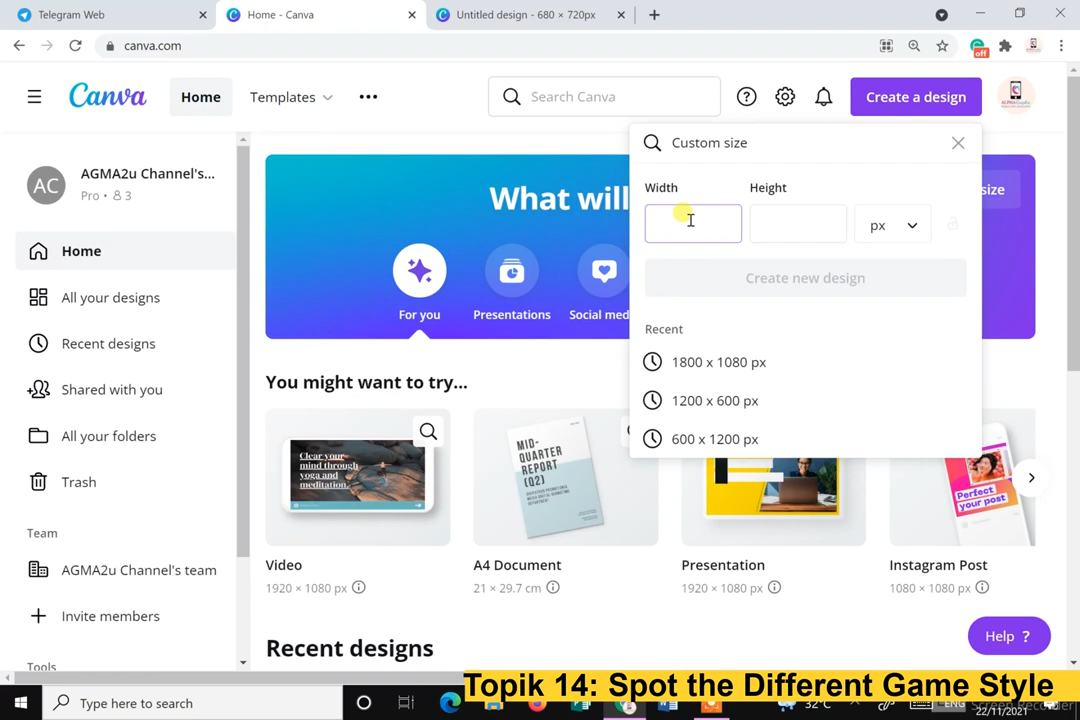 Telegram Web
Home - Canva
Untitled design - 680 × 720px
canva.com
off
Canva
Home
Templates
Search Canva
Create a design
AC
AGMA2u Channel's...
Pro
3
Home
All your designs
Recent designs
Shared with you
All your folders
Trash
Team
AGMA2u Channel's team
Invite members
Tools
What will
size
For you
Presentations
Social med
Custom size
Width
Height
px
Create new design
Recent
1800 x 1080 px
1200 x 600 px
600 x 1200 px
You might want to try...
Clear your
mind through
yoga and
meditation.
MID-
QUARTER
REPORT
(Q2)
Perfect
you!
Video
1920 × 1080 px
A4 Document
21 × 29.7 cm
Presentation
1920 × 1080 px
Instagram Post
1080 × 1080 px
Recent designs
Help ?
Topik 14: Spot the Different Game Style
Type here to search
32°C
ENG
22/11/2021
Screen Recorder